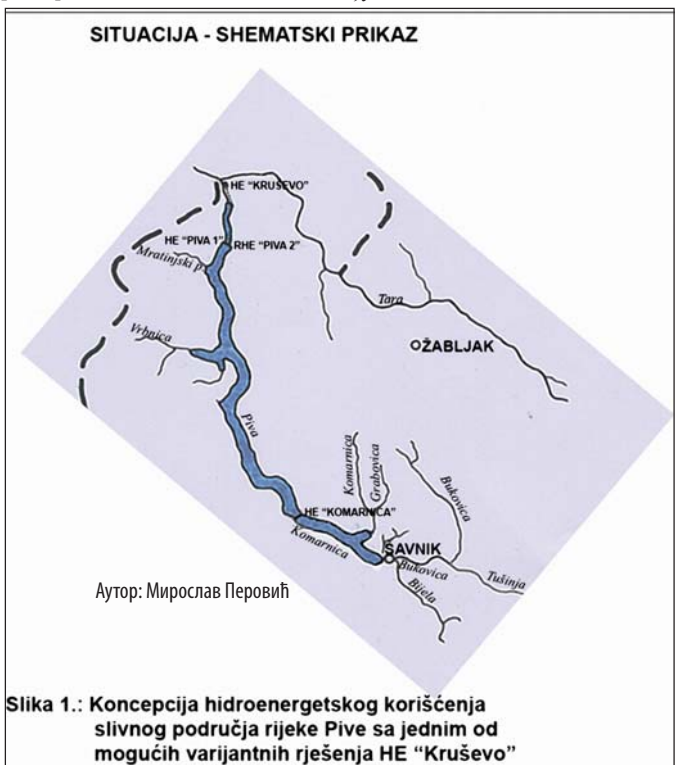 SITUACIJA - SHEMATSKI PRIKAZ
HE "KRUŠEVO"
HE "PIVA 1"
RHE "PIVA 2"
Mratinjski p.
Tara
Vrbnica
ŽABLJAK
Piva
Komarnica
Grabovica
Bukovica
HE "KOMARNICA"
Komarnica
ŠAVNIK
Bukovica
Tušinja
Bijela
Аутор: Мирослав Перовић
Slika 1.: Koncepcija hidroenergetskog korišćenja
slivnog područja rijeke Pive sa jednim od
mogućih varijantnih rješenja HE "Kruševo"